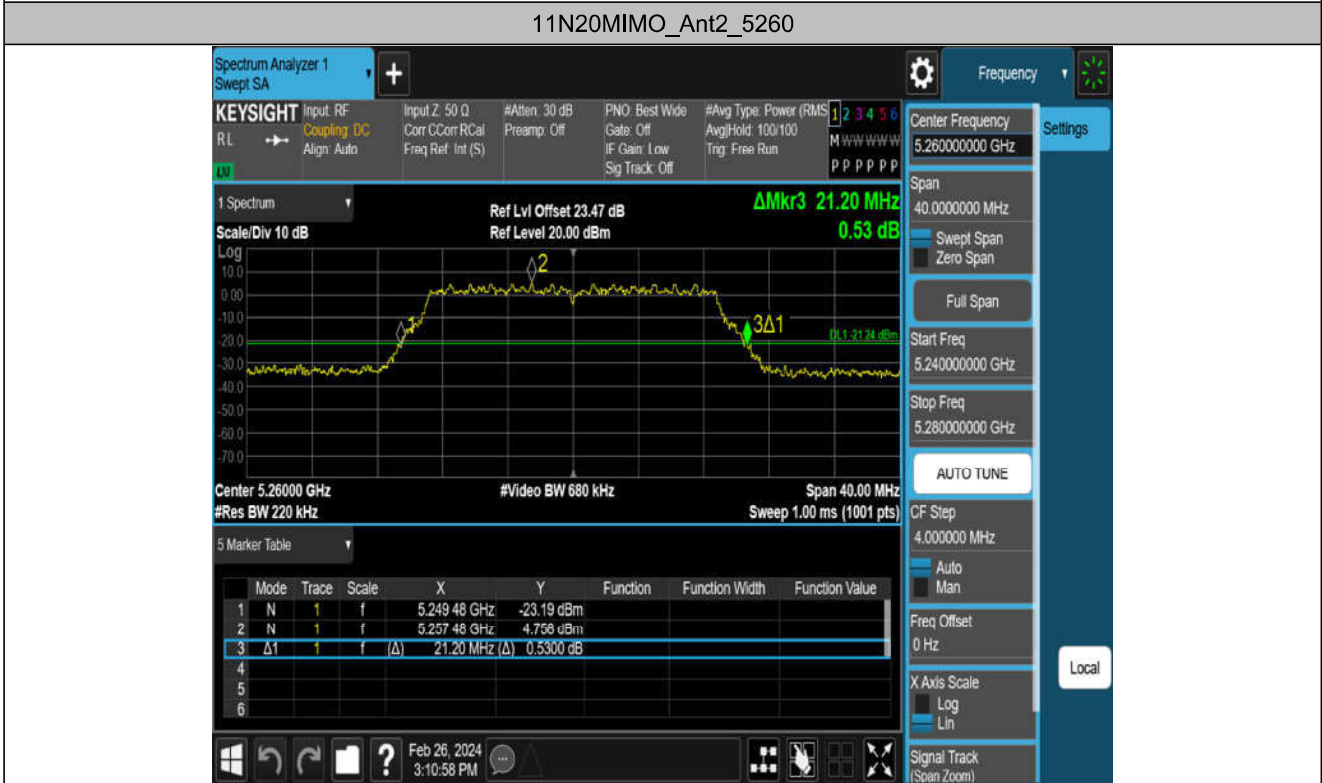 11N20MIMO_Ant2_5260
Spectrum Analyzer 1
Swept SA
+
Frequency
KEYSIGHT
RL
Input: RF
Coupling: DC
Align: Auto
Input Z: 50 Ω
Corr CCorr RCal
Freq Ref: Int (S)
#Atten: 30 dB
Preamp: Off
PNO: Best Wide
Gate: Off
IF Gain: Low
Sig Track: Off
#Avg Type: Power (RMS
Avg|Hold: 100/100
Trig: Free Run
1 2 3 4 5 6
M W W W W W
P P P P P P
1 Spectrum
Scale/Div 10 dB
Ref Lvl Offset 23.47 dB
Ref Level 20.00 dBm
ΔMkr3 21.20 MHz
0.53 dB
Log
10.0
0.00
-10.0
-20.0
-30.0
-40.0
-50.0
-60.0
-70.0
1
2
3Δ1
DL1 -21.24 dBm
Center 5.26000 GHz
#Res BW 220 kHz
#Video BW 680 kHz
Span 40.00 MHz
Sweep 1.00 ms (1001 pts)
5 Marker Table
Mode Trace Scale X Y Function Function Width Function Value
1 N 1 f 5.249 48 GHz -23.19 dBm
2 N 1 f 5.257 48 GHz 4.758 dBm
3 Δ1 1 f (Δ) 21.20 MHz (Δ) 0.5300 dB
4
5
6
Feb 26, 2024
3:10:58 PM
Center Frequency
5.260000000 GHz
Settings
Span
40.0000000 MHz
Swept Span
Zero Span
Full Span
Start Freq
5.240000000 GHz
Stop Freq
5.280000000 GHz
AUTO TUNE
CF Step
4.000000 MHz
Auto
Man
Freq Offset
0 Hz
X Axis Scale
Log
Lin
Local
Signal Track
(Span Zoom)